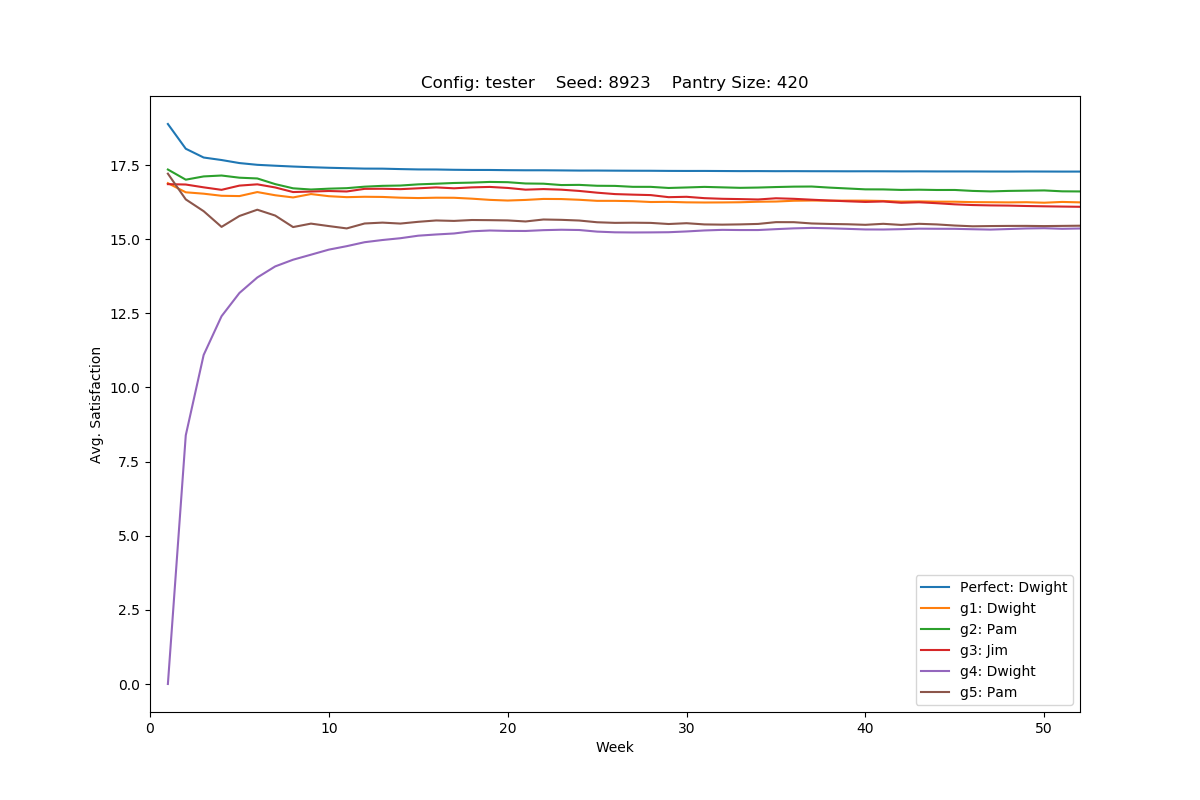 Config: tester    Seed: 8923    Pantry Size: 420
17.5
15.0
12.5
10.0
7.5
5.0
2.5
0.0
Avg. Satisfaction
0 10 20 30 40 50
Week
Perfect: Dwight
g1: Dwight
g2: Pam
g3: Jim
g4: Dwight
g5: Pam